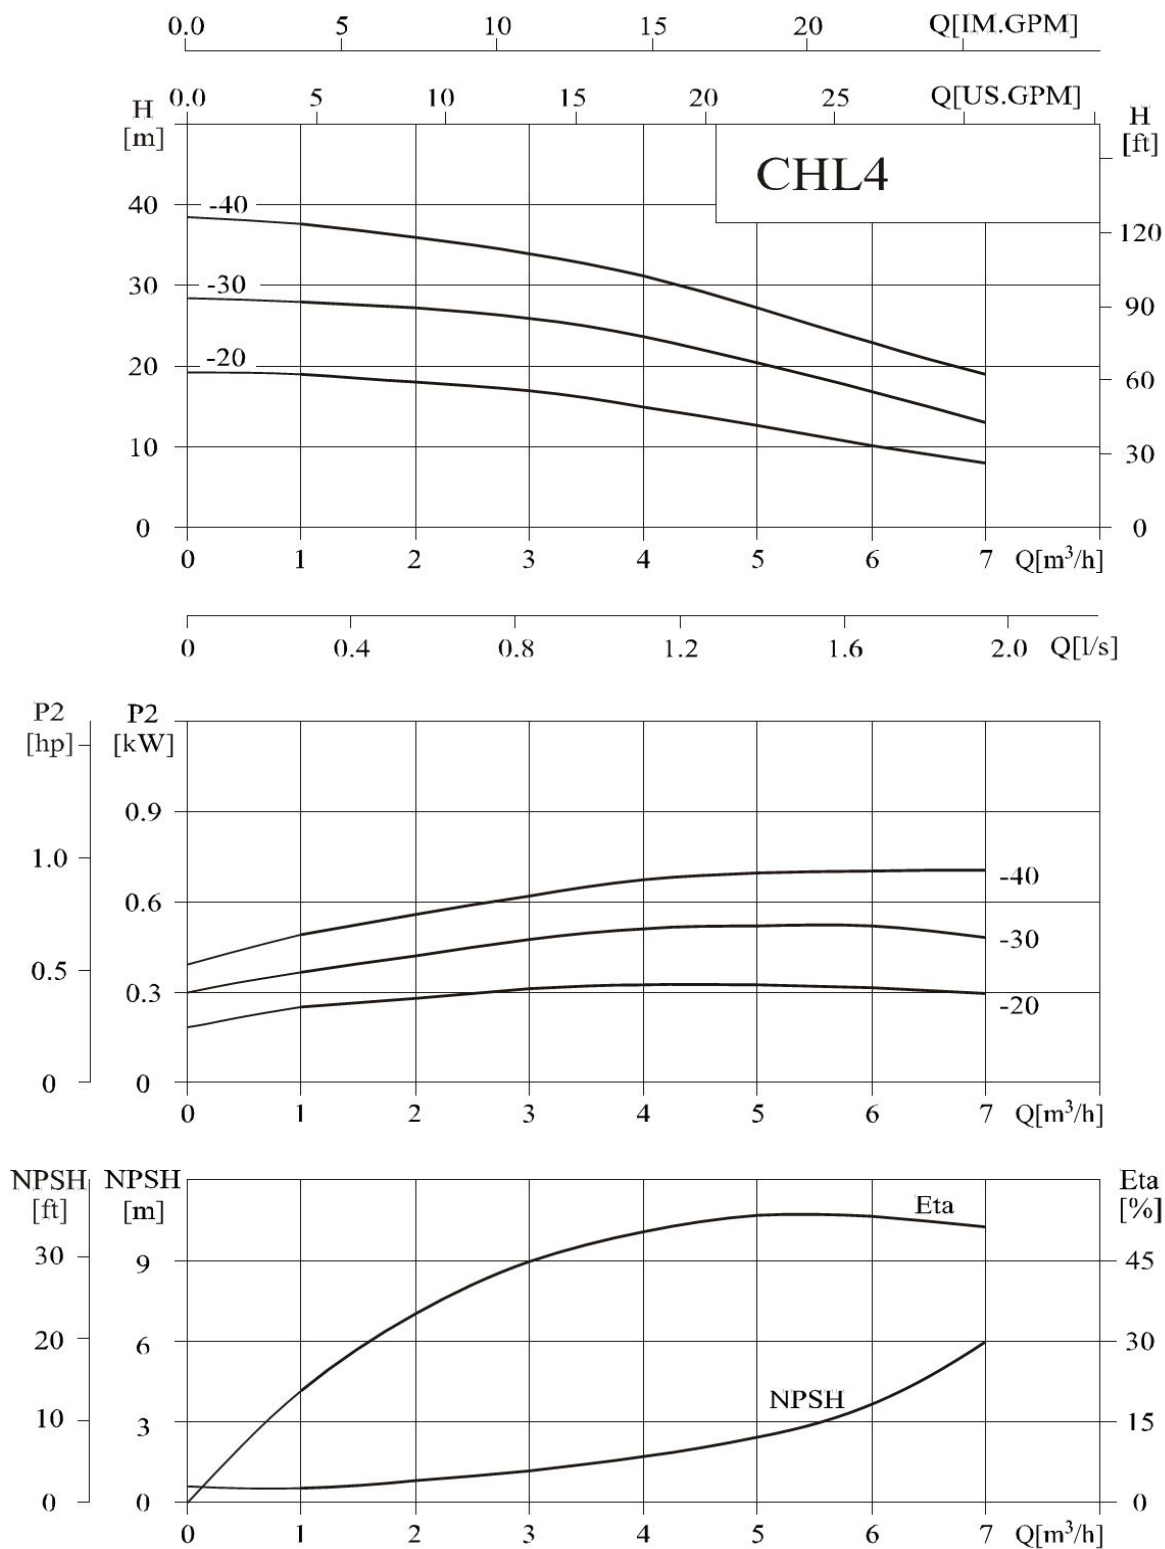 0.0 5 10 15 20 Q[IM.GPM]
0.0 5 10 15 20 25 Q[US.GPM]
H
[m]
H
[ft]
CHL4
40
30
20
10
0
-40
-30
-20
120
90
60
30
0
0 1 2 3 4 5 6 7 Q[m³/h]
0 0.4 0.8 1.2 1.6 2.0 Q[l/s]
P2
[hp]
P2
[kW]
1.0
0.5
0
0.9
0.6
0.3
0
-40
-30
-20
0 1 2 3 4 5 6 7 Q[m³/h]
NPSH
[ft]
NPSH
[m]
Eta
[%]
30
20
10
0
9
6
3
0
Eta
NPSH
45
30
15
0
0 1 2 3 4 5 6 7 Q[m³/h]